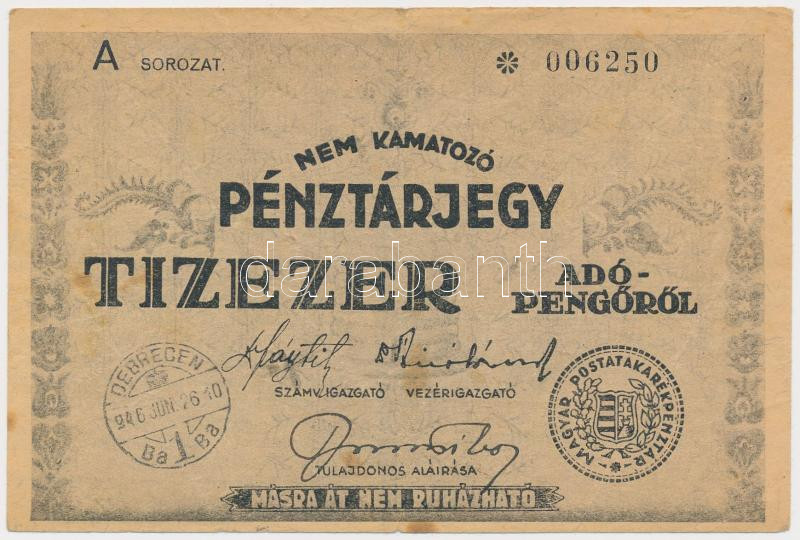 A SOROZAT.
* 006250
NEM KAMATOZÓ
PÉNZTÁRJEGY
TIZEZER ADÓ-
PENGŐRŐL
darabanth
SZÁMV.IGAZGATÓ VEZÉRIGAZGATÓ
DEBRECEN
946 JUN. 26 10
Ba 1 Ba
MAGYAR POSTATAKARÉKPÉNZTÁR
TULAJDONOS ALÁIRÁSA
MÁSRA ÁT NEM RUHÁZHATÓ